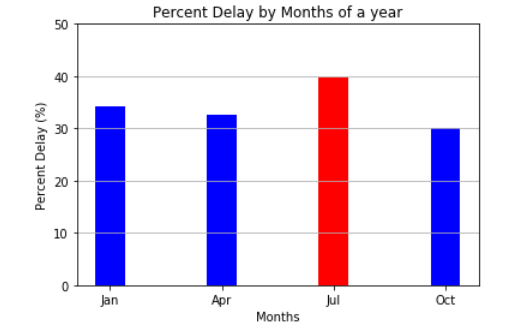 Percent Delay by Months of a year
50
40
30
20
10
0
Percent Delay (%)
Jan Apr Jul Oct
Months